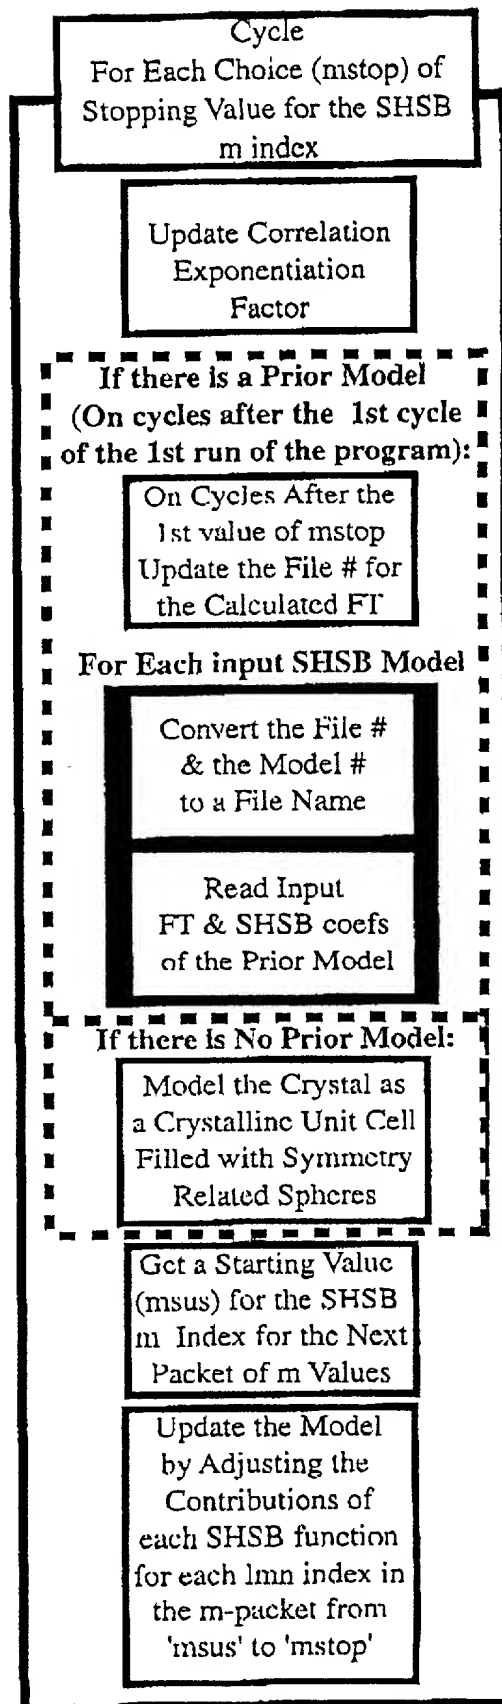 Cycle
For Each Choice (mstop) of
Stopping Value for the SHSB
m index
Update Correlation
Exponentiation
Factor
If there is a Prior Model
(On cycles after the 1st cycle
of the 1st run of the program):
On Cycles After the
1st value of mstop
Update the File # for
the Calculated FT
For Each input SHSB Model
Convert the File #
& the Model #
to a File Name
Read Input
FT & SHSB coefs
of the Prior Model
If there is No Prior Model:
Model the Crystal as
a Crystalline Unit Cell
Filled with Symmetry
Related Spheres
Get a Starting Value
(msus) for the SHSB
m Index for the Next
Packet of m Values
Update the Model
by Adjusting the
Contributions of
each SHSB function
for each lmn index in
the m-packet from
'msus' to 'mstop'